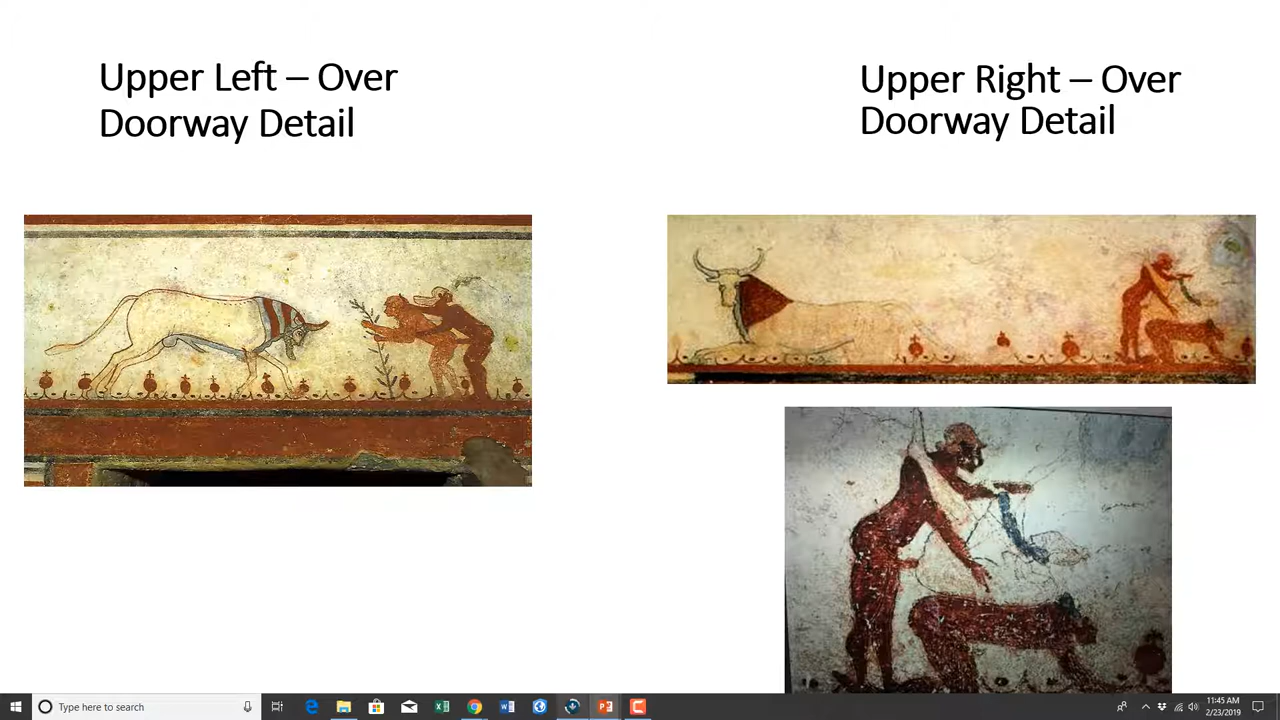 Upper Left – Over
Doorway Detail
Upper Right – Over
Doorway Detail
Type here to search
11:45 AM
2/23/2019